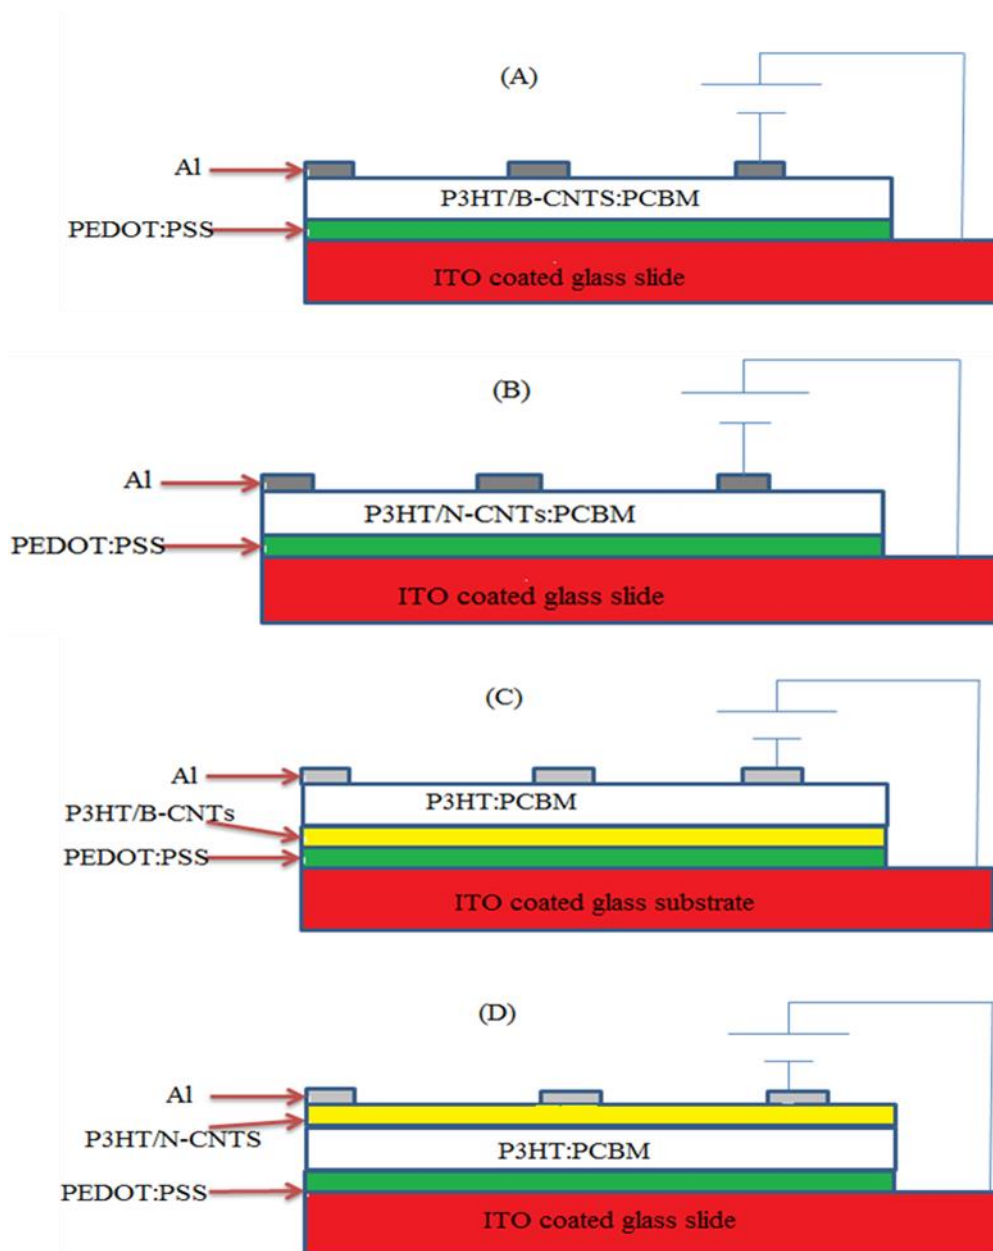 (A)
Al
P3HT/B-CNTS:PCBM
PEDOT:PSS
ITO coated glass slide
(B)
Al
P3HT/N-CNTs:PCBM
PEDOT:PSS
ITO coated glass slide
(C)
Al
P3HT:PCBM
P3HT/B-CNTs
PEDOT:PSS
ITO coated glass substrate
(D)
Al
P3HT/N-CNTS
P3HT:PCBM
PEDOT:PSS
ITO coated glass slide